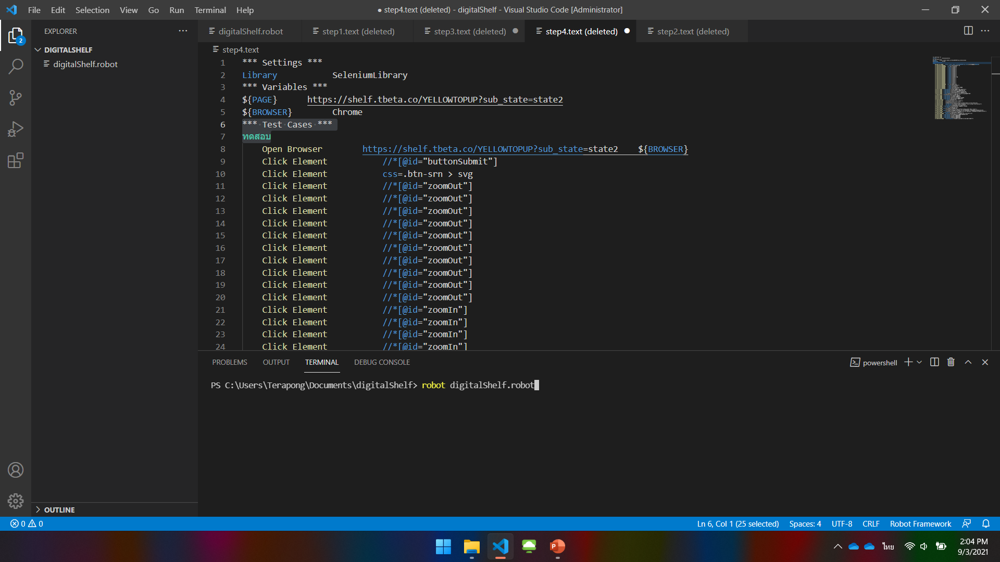 File Edit Selection View Go Run Terminal Help
● step4.text (deleted) - digitalShelf - Visual Studio Code [Administrator]
EXPLORER
digitalShelf.robot step1.text (deleted) step3.text (deleted) step4.text (deleted) step2.text (deleted)
2
DIGITALSHELF
digitalShelf.robot
step4.text
1 *** Settings ***
2 Library SeleniumLibrary
3 *** Variables ***
4 ${PAGE} https://shelf.tbeta.co/YELLOWTOPUP?sub_state=state2
5 ${BROWSER} Chrome
6 *** Test Cases ***
7 ทดสอบ
8 Open Browser https://shelf.tbeta.co/YELLOWTOPUP?sub_state=state2 ${BROWSER}
9 Click Element //*[@id="buttonSubmit"]
10 Click Element css=.btn-srn > svg
11 Click Element //*[@id="zoomOut"]
12 Click Element //*[@id="zoomOut"]
13 Click Element //*[@id="zoomOut"]
14 Click Element //*[@id="zoomOut"]
15 Click Element //*[@id="zoomOut"]
16 Click Element //*[@id="zoomOut"]
17 Click Element //*[@id="zoomOut"]
18 Click Element //*[@id="zoomOut"]
19 Click Element //*[@id="zoomOut"]
20 Click Element //*[@id="zoomOut"]
21 Click Element //*[@id="zoomIn"]
22 Click Element //*[@id="zoomIn"]
23 Click Element //*[@id="zoomIn"]
24 Click Element //*[@id="zoomIn"]
PROBLEMS OUTPUT TERMINAL DEBUG CONSOLE
powershell
PS C:\Users\Terapong\Documents\digitalShelf> robot digitalShelf.robot
OUTLINE
0 0
Ln 6, Col 1 (25 selected) Spaces: 4 UTF-8 CRLF Robot Framework
P
ไทย
2:04 PM
9/3/2021